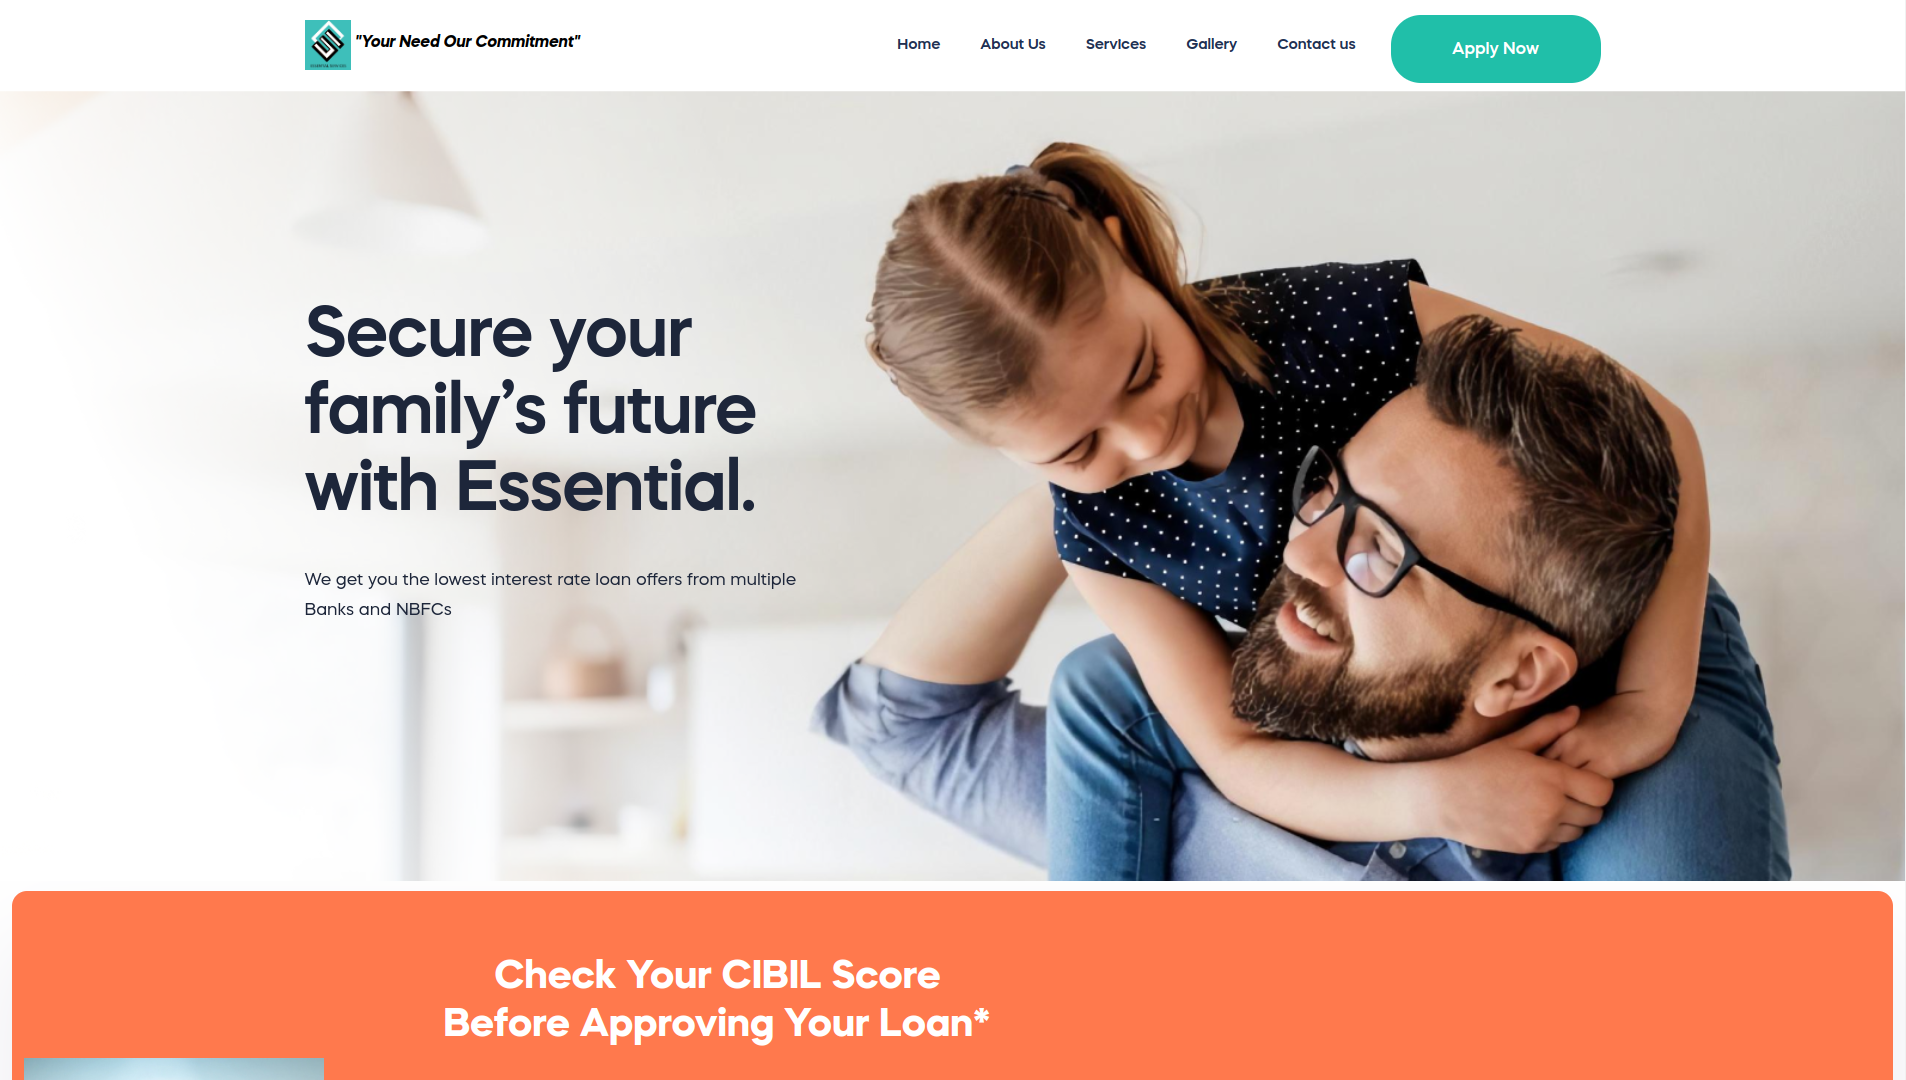 "Your Need Our Commitment"
Home
About Us
Services
Gallery
Contact us
Apply Now
Secure your
family’s future
with Essential.
We get you the lowest interest rate loan offers from multiple
Banks and NBFCs
Check Your CIBIL Score
Before Approving Your Loan*